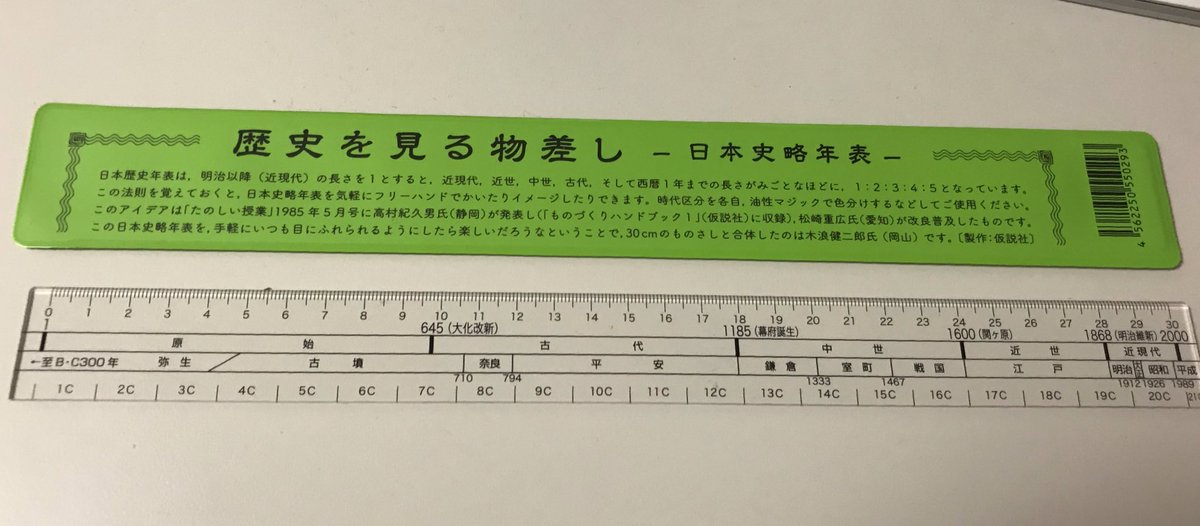 歴史を見る物差し －日本史略年表－
日本歴史年表は，明治以降（近現代）の長さを1とすると，近現代，近世，中世，古代，そして西暦1年までの長さがみごとなほどに，1：2：3：4：5となっています。
この法則を覚えておくと，日本史略年表を気軽にフリーハンドでかいたりイメージしたりできます。時代区分を各自，油性マジックで色分けするなどしてご使用ください。
このアイデアは「たのしい授業」1985年5月号に高村紀久男氏（静岡）が発表し（「ものづくりハンドブック1」（仮説社）に収録），松崎重広氏（愛知）が改良普及したものです。
この日本史略年表を，手軽にいつも目にふれられるようにしたら楽しいだろうなということで，30cmのものさしと合体したのは木浪健二郎氏（岡山）です。〔製作：仮説社〕
4 562250 550293
0 1 2 3 4 5 6 7 8 9 10 11 12 13 14 15 16 17 18 19 20 21 22 23 24 25 26 27 28 29 30
1 645（大化改新） 1185（幕府誕生） 1600（関ヶ原） 1868（明治維新） 2000
原始 古代 中世 近世 近現代
←至B・C300年 弥生 古墳 奈良 平安 鎌倉 室町 戦国 江戸 明治 大正 昭和 平成
710 794 1333 1467 1912 1926 1989
1C 2C 3C 4C 5C 6C 7C 8C 9C 10C 11C 12C 13C 14C 15C 16C 17C 18C 19C 20C